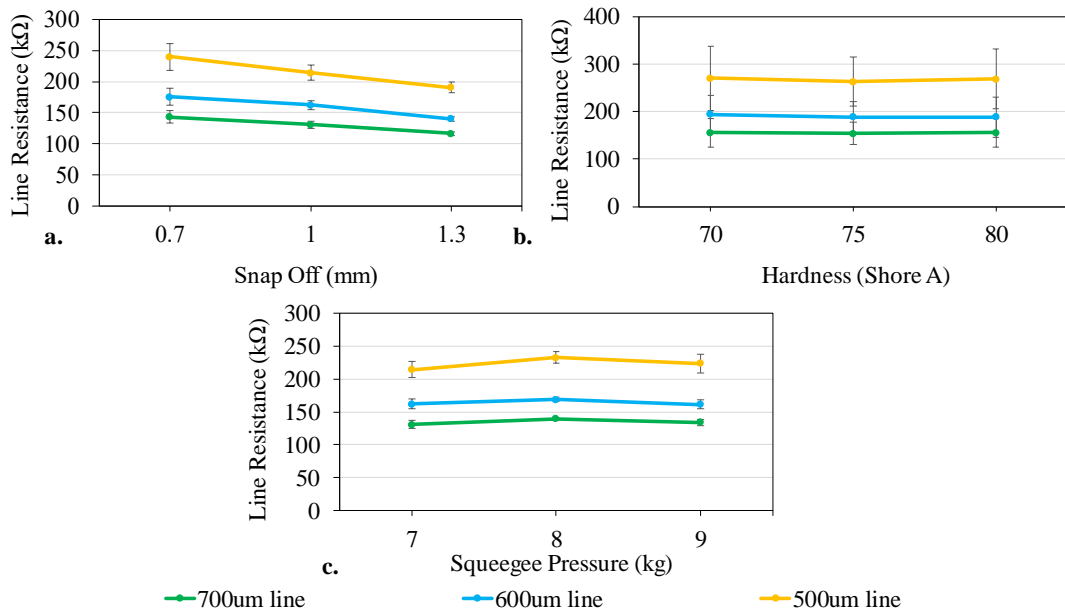 Line Resistance (kΩ)
300
250
200
150
100
50
0
0.7 1 1.3
a.
Snap Off (mm)
Line Resistance (kΩ)
400
300
200
100
0
70 75 80
b.
Hardness (Shore A)
Line Resistance (kΩ)
300
250
200
150
100
50
0
7 8 9
c.
Squeegee Pressure (kg)
700um line 600um line 500um line